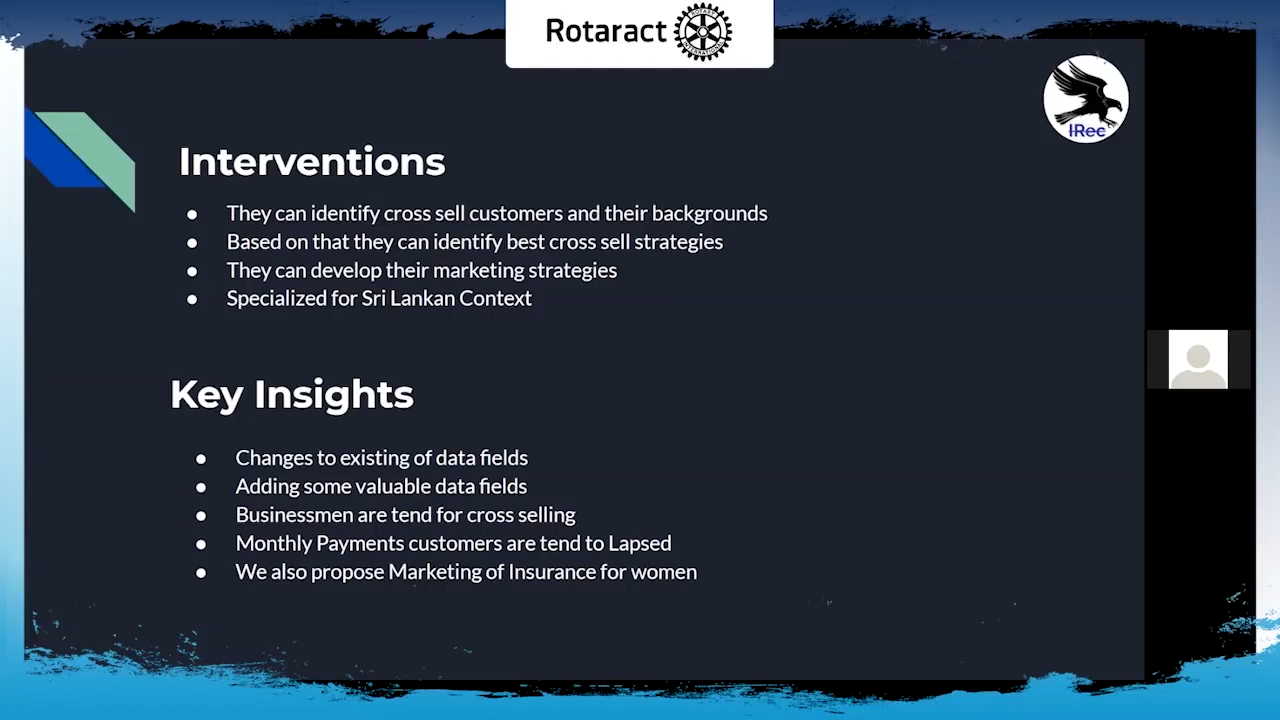 Rotaract
ROTARY
INTERNATIONAL
IRec
Interventions
● They can identify cross sell customers and their backgrounds
● Based on that they can identify best cross sell strategies
● They can develop their marketing strategies
● Specialized for Sri Lankan Context
Key Insights
● Changes to existing of data fields
● Adding some valuable data fields
● Businessmen are tend for cross selling
● Monthly Payments customers are tend to Lapsed
● We also propose Marketing of Insurance for women